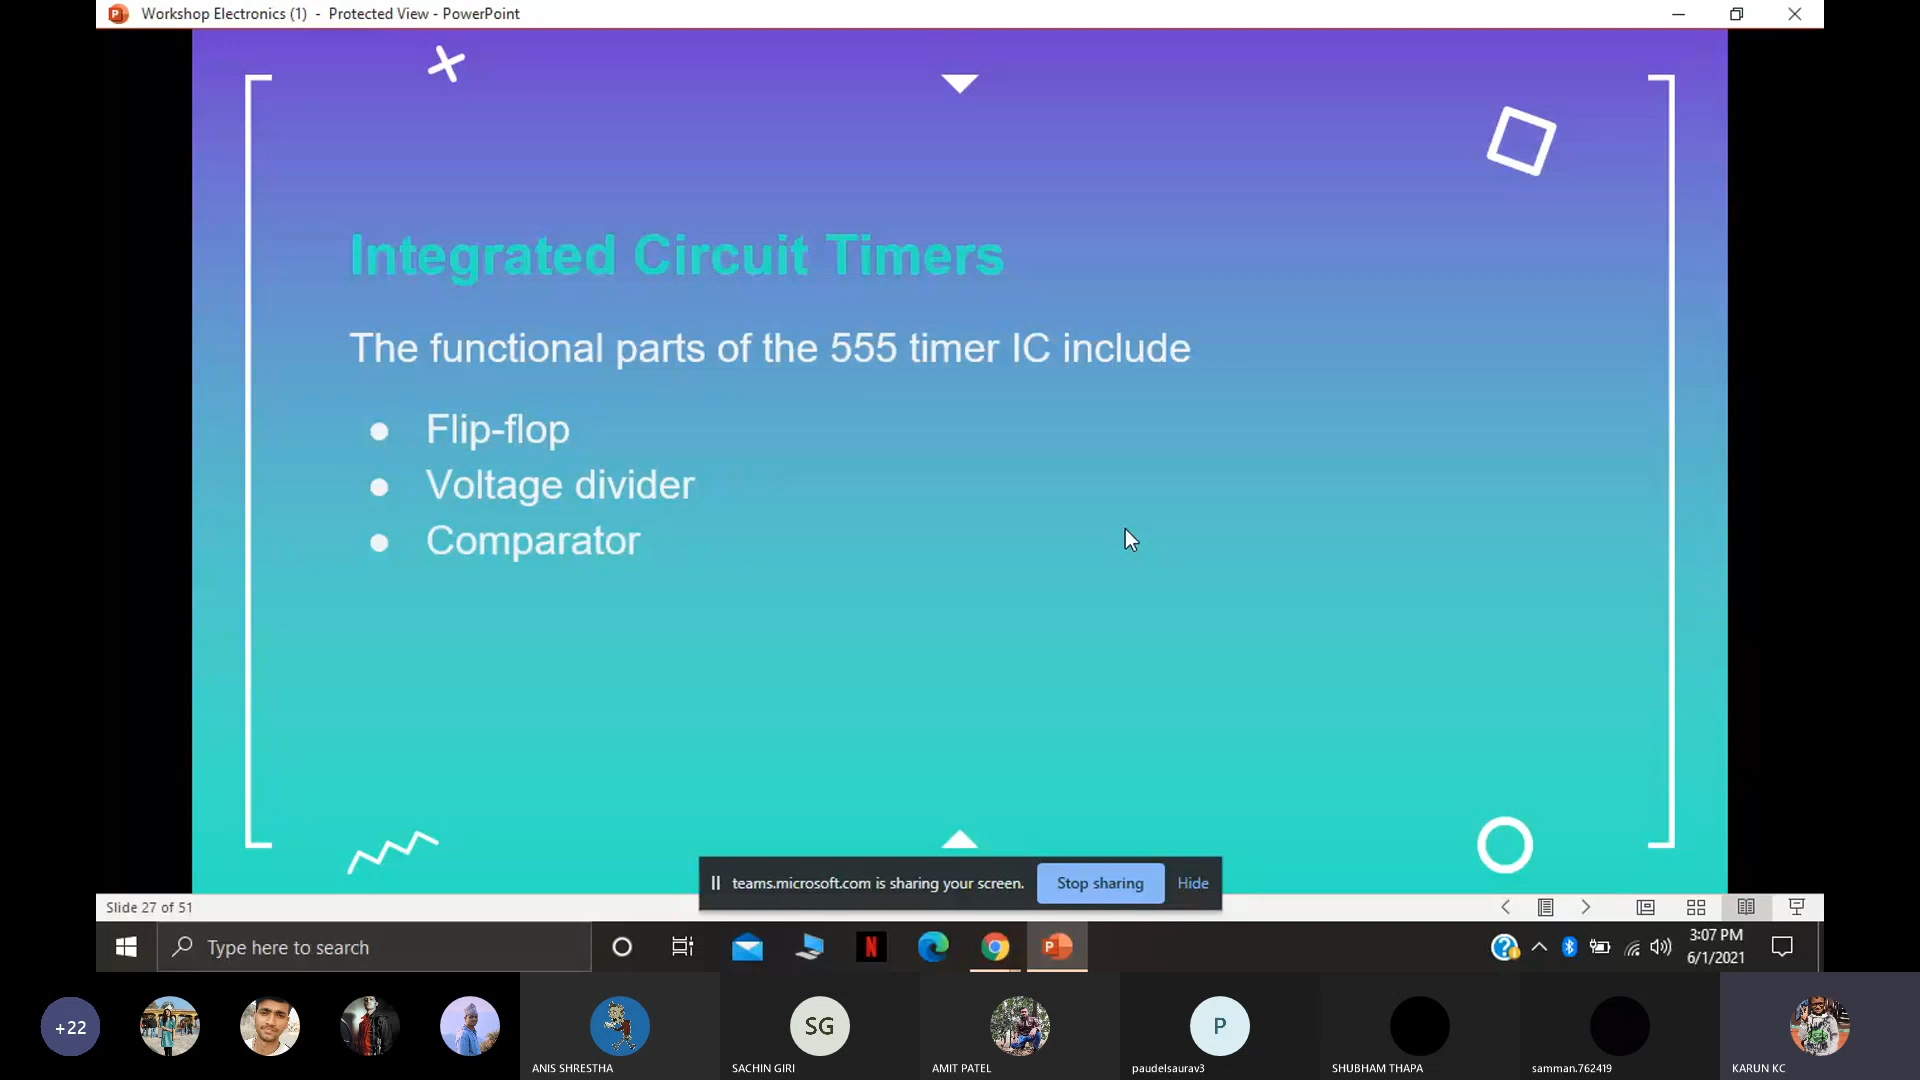 Workshop Electronics (1) - Protected View - PowerPoint
Integrated Circuit Timers
The functional parts of the 555 timer IC include
● Flip-flop
● Voltage divider
● Comparator
teams.microsoft.com is sharing your screen.
Stop sharing
Hide
Slide 27 of 51
Type here to search
3:07 PM
6/1/2021
+22
ANIS SHRESTHA
SG
SACHIN GIRI
AMIT PATEL
P
paudelsaurav3
SHUBHAM THAPA
samman.762419
KARUN KC